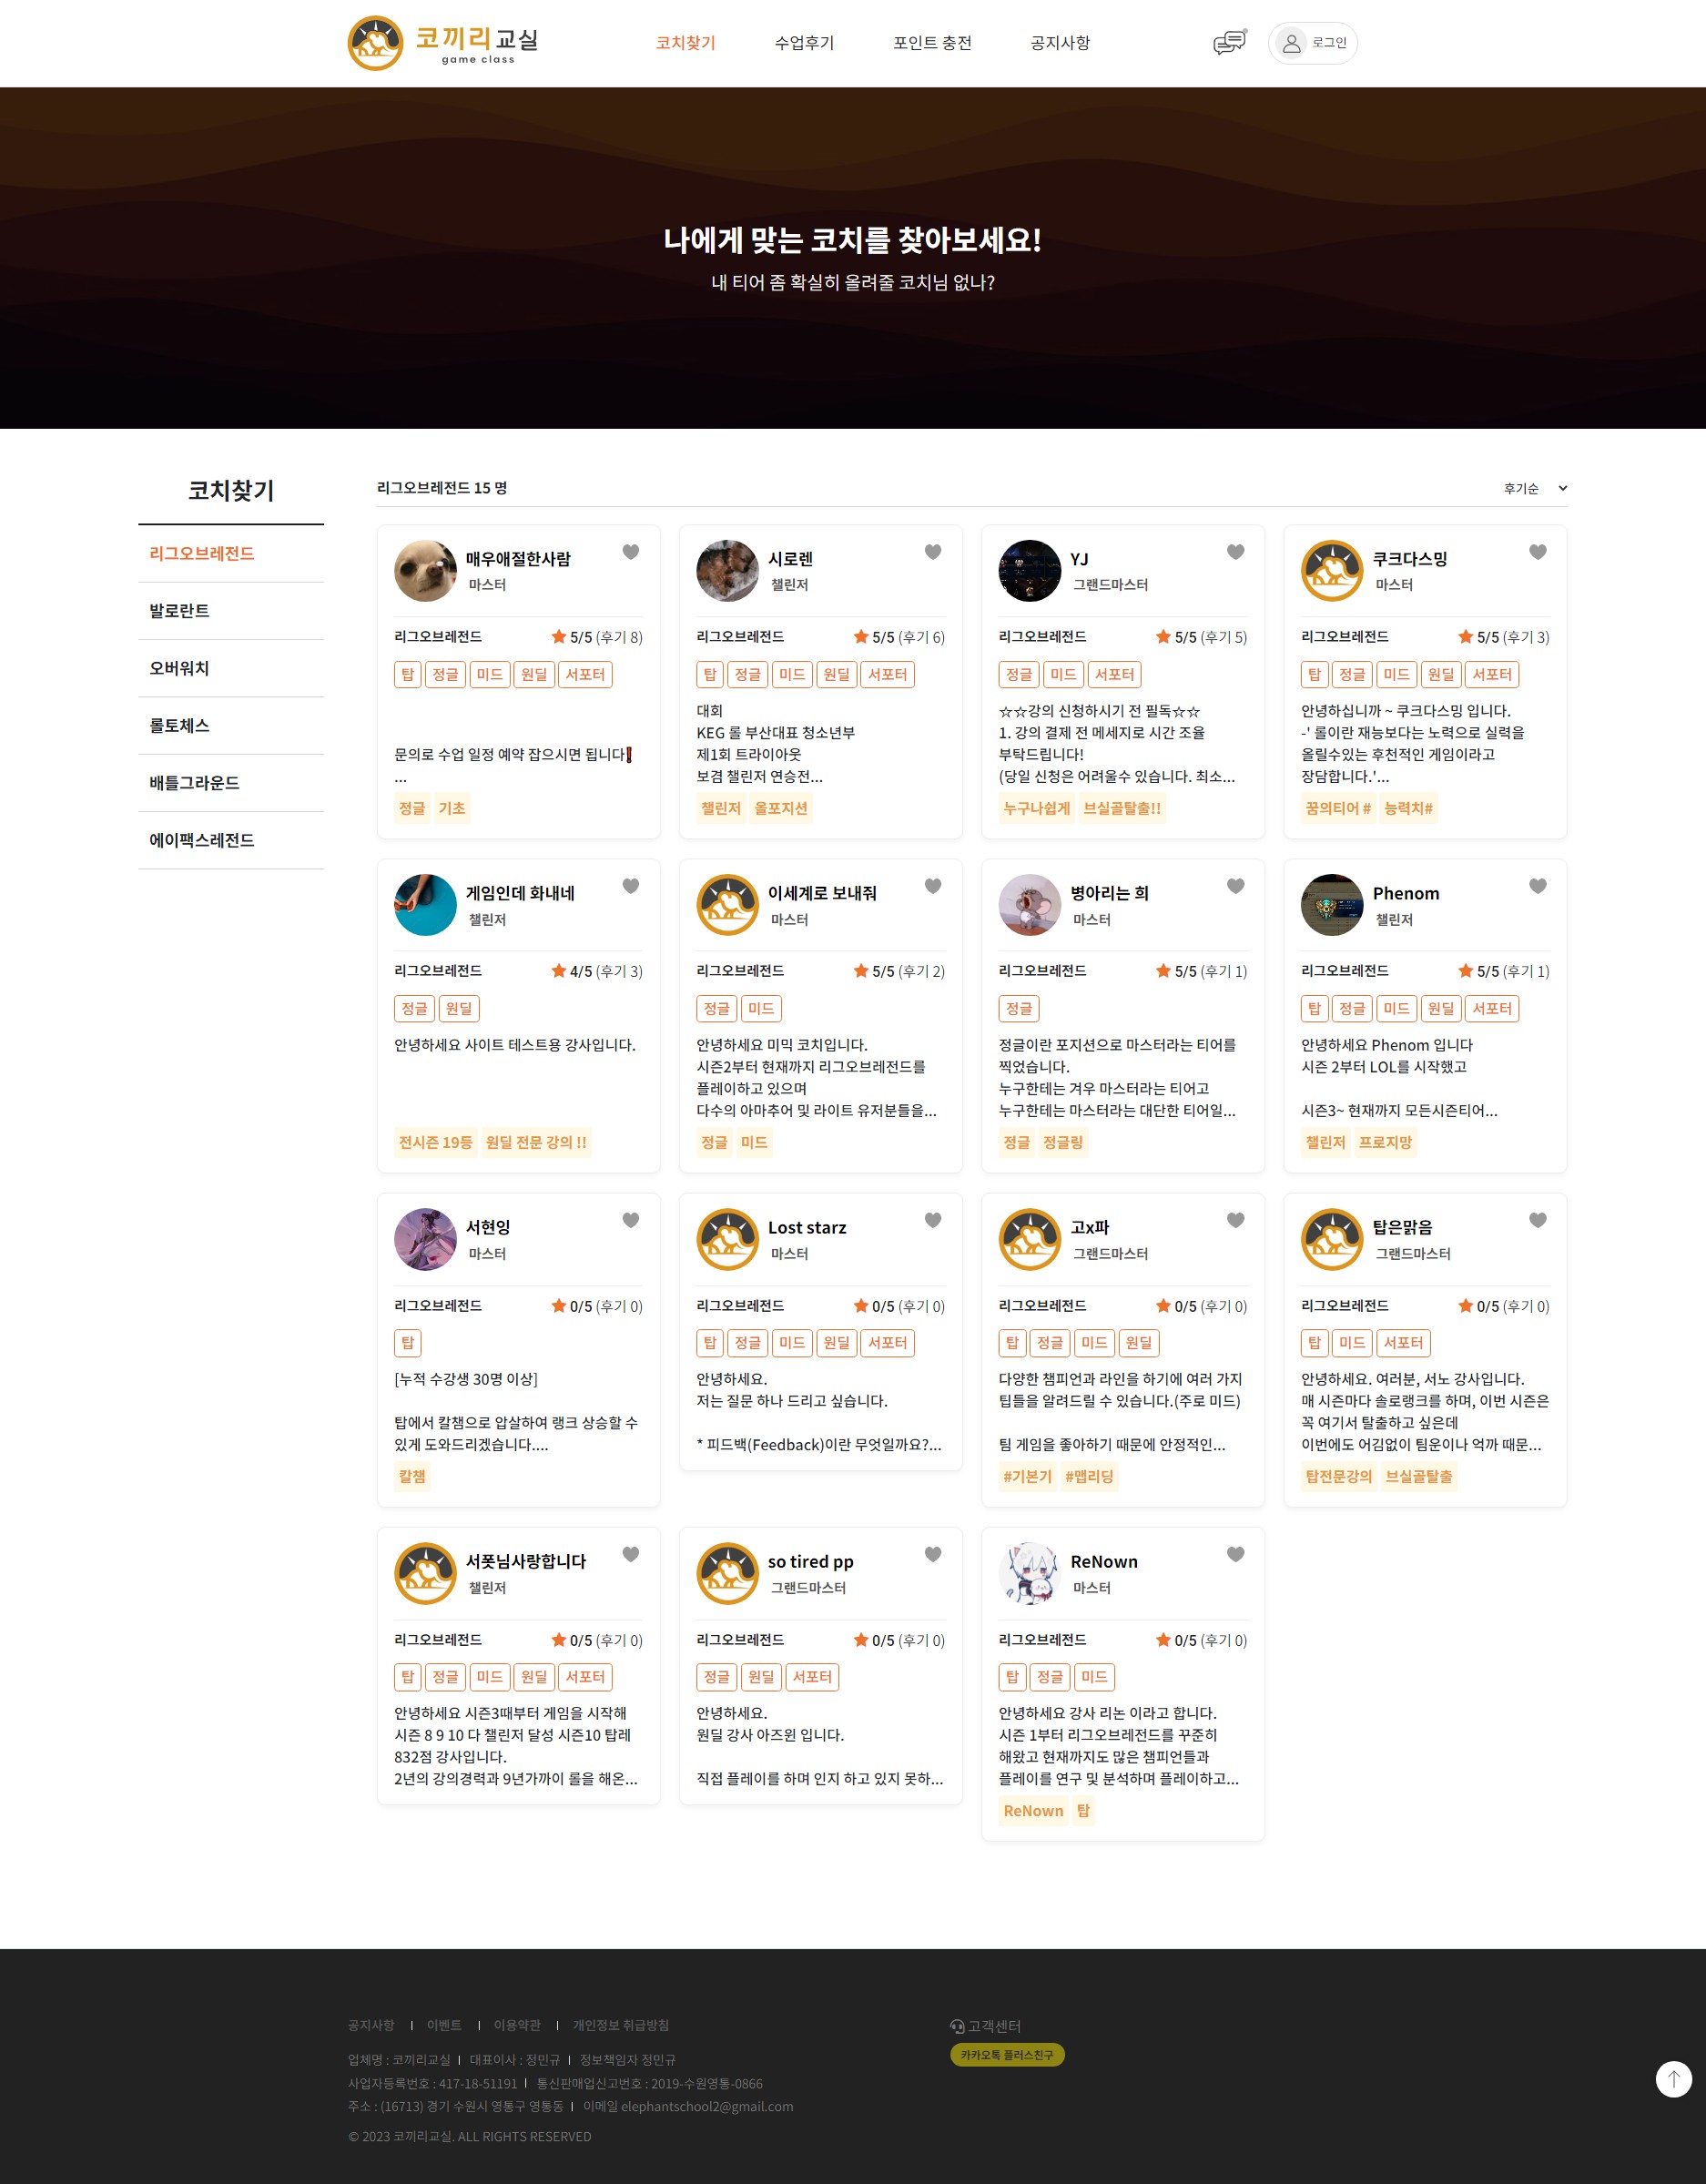 코끼리교실
game class
코치찾기
수업후기
포인트 충전
공지사항
로그인
나에게 맞는 코치를 찾아보세요!
내 티어 좀 확실히 올려줄 코치님 없나?
코치찾기
리그오브레전드
발로란트
오버워치
롤토체스
배틀그라운드
에이팩스레전드
리그오브레전드 15 명
후기순
매우애절한사람
마스터
리그오브레전드
5/5 (후기 8)
탑 정글 미드 원딜 서포터
문의로 수업 일정 예약 잡으시면 됩니다❗
...
정글 기초
시로렌
챌린저
리그오브레전드
5/5 (후기 6)
탑 정글 미드 원딜 서포터
대회
KEG 롤 부산대표 청소년부
제1회 트라이아웃
보겸 챌린저 연승전...
챌린저 올포지션
YJ
그랜드마스터
리그오브레전드
5/5 (후기 5)
정글 미드 서포터
☆☆강의 신청하시기 전 필독☆☆
1. 강의 결제 전 메세지로 시간 조율
부탁드립니다!
(당일 신청은 어려울수 있습니다. 최소...
누구나쉽게 브실골탈출!!
쿠크다스밍
마스터
리그오브레전드
5/5 (후기 3)
탑 정글 미드 원딜 서포터
안녕하십니까 ~ 쿠크다스밍 입니다.
-' 롤이란 재능보다는 노력으로 실력을
올릴수있는 후천적인 게임이라고
장담합니다.'...
꿈의티어 # 능력치#
게임인데 화내네
챌린저
리그오브레전드
4/5 (후기 3)
정글 원딜
안녕하세요 사이트 테스트용 강사입니다.
전시즌 19등 원딜 전문 강의 !!
이세계로 보내줘
마스터
리그오브레전드
5/5 (후기 2)
정글 미드
안녕하세요 미믹 코치입니다.
시즌2부터 현재까지 리그오브레전드를
플레이하고 있으며
다수의 아마추어 및 라이트 유저분들을...
정글 미드
병아리는 희
마스터
리그오브레전드
5/5 (후기 1)
정글
정글이란 포지션으로 마스터라는 티어를
찍었습니다.
누구한테는 겨우 마스터라는 티어고
누구한테는 마스터라는 대단한 티어일...
정글 정글링
Phenom
챌린저
리그오브레전드
5/5 (후기 1)
탑 정글 미드 원딜 서포터
안녕하세요 Phenom 입니다
시즌 2부터 LOL를 시작했고
시즌3~ 현재까지 모든시즌티어...
챌린저 프로지망
서현잉
마스터
리그오브레전드
0/5 (후기 0)
탑
[누적 수강생 30명 이상]
탑에서 칼챔으로 압살하여 랭크 상승할 수
있게 도와드리겠습니다....
칼챔
Lost starz
마스터
리그오브레전드
0/5 (후기 0)
탑 정글 미드 원딜 서포터
안녕하세요.
저는 질문 하나 드리고 싶습니다.
* 피드백(Feedback)이란 무엇일까요?...
고x파
그랜드마스터
리그오브레전드
0/5 (후기 0)
탑 정글 미드 원딜
다양한 챔피언과 라인을 하기에 여러 가지
팁들을 알려드릴 수 있습니다.(주로 미드)
팀 게임을 좋아하기 때문에 안정적인...
#기본기 #맵리딩
탑은맑음
그랜드마스터
리그오브레전드
0/5 (후기 0)
탑 미드 서포터
안녕하세요. 여러분, 서노 강사입니다.
매 시즌마다 솔로랭크를 하며, 이번 시즌은
꼭 여기서 탈출하고 싶은데
이번에도 어김없이 팀운이나 억까 때문...
탑전문강의 브실골탈출
서폿님사랑합니다
챌린저
리그오브레전드
0/5 (후기 0)
탑 정글 미드 원딜 서포터
안녕하세요 시즌3때부터 게임을 시작해
시즌 8 9 10 다 챌린저 달성 시즌10 탑레
832점 강사입니다.
2년의 강의경력과 9년가까이 롤을 해온...
so tired pp
그랜드마스터
리그오브레전드
0/5 (후기 0)
정글 원딜 서포터
안녕하세요.
원딜 강사 아즈윈 입니다.
직접 플레이를 하며 인지 하고 있지 못하...
ReNown
마스터
리그오브레전드
0/5 (후기 0)
탑 정글 미드
안녕하세요 강사 리논 이라고 합니다.
시즌 1부터 리그오브레전드를 꾸준히
해왔고 현재까지도 많은 챔피언들과
플레이를 연구 및 분석하며 플레이하고...
ReNown 탑
공지사항 | 이벤트 | 이용약관 | 개인정보 취급방침
업체명 : 코끼리교실 | 대표이사 : 정민규 | 정보책임자 정민규
사업자등록번호 : 417-18-51191 | 통신판매업신고번호 : 2019-수원영통-0866
주소 : (16713) 경기 수원시 영통구 영통동 | 이메일 elephantschool2@gmail.com
© 2023 코끼리교실. ALL RIGHTS RESERVED
고객센터
카카오톡 플러스친구